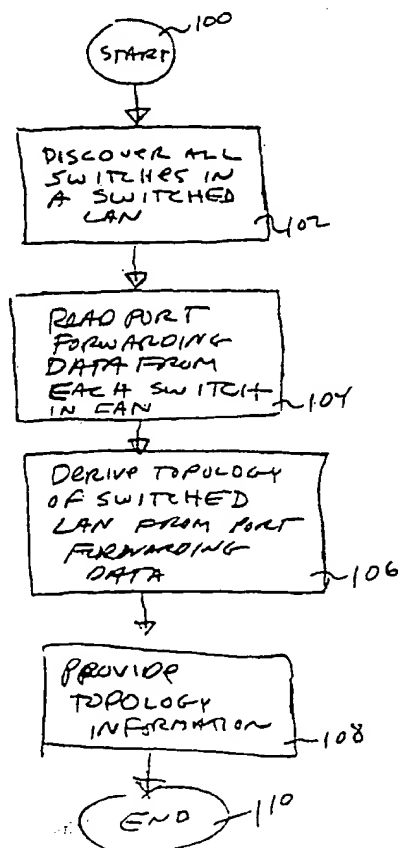 100
START
DISCOVER ALL
SWITCHES IN
A SWITCHED
LAN
102
READ PORT
FORWARDING
DATA FROM
EACH SWITCH
IN LAN
104
DERIVE TOPOLOGY
OF SWITCHED
LAN FROM PORT
FORWARDING
DATA
106
PROVIDE
TOPOLOGY
INFORMATION
108
END
110